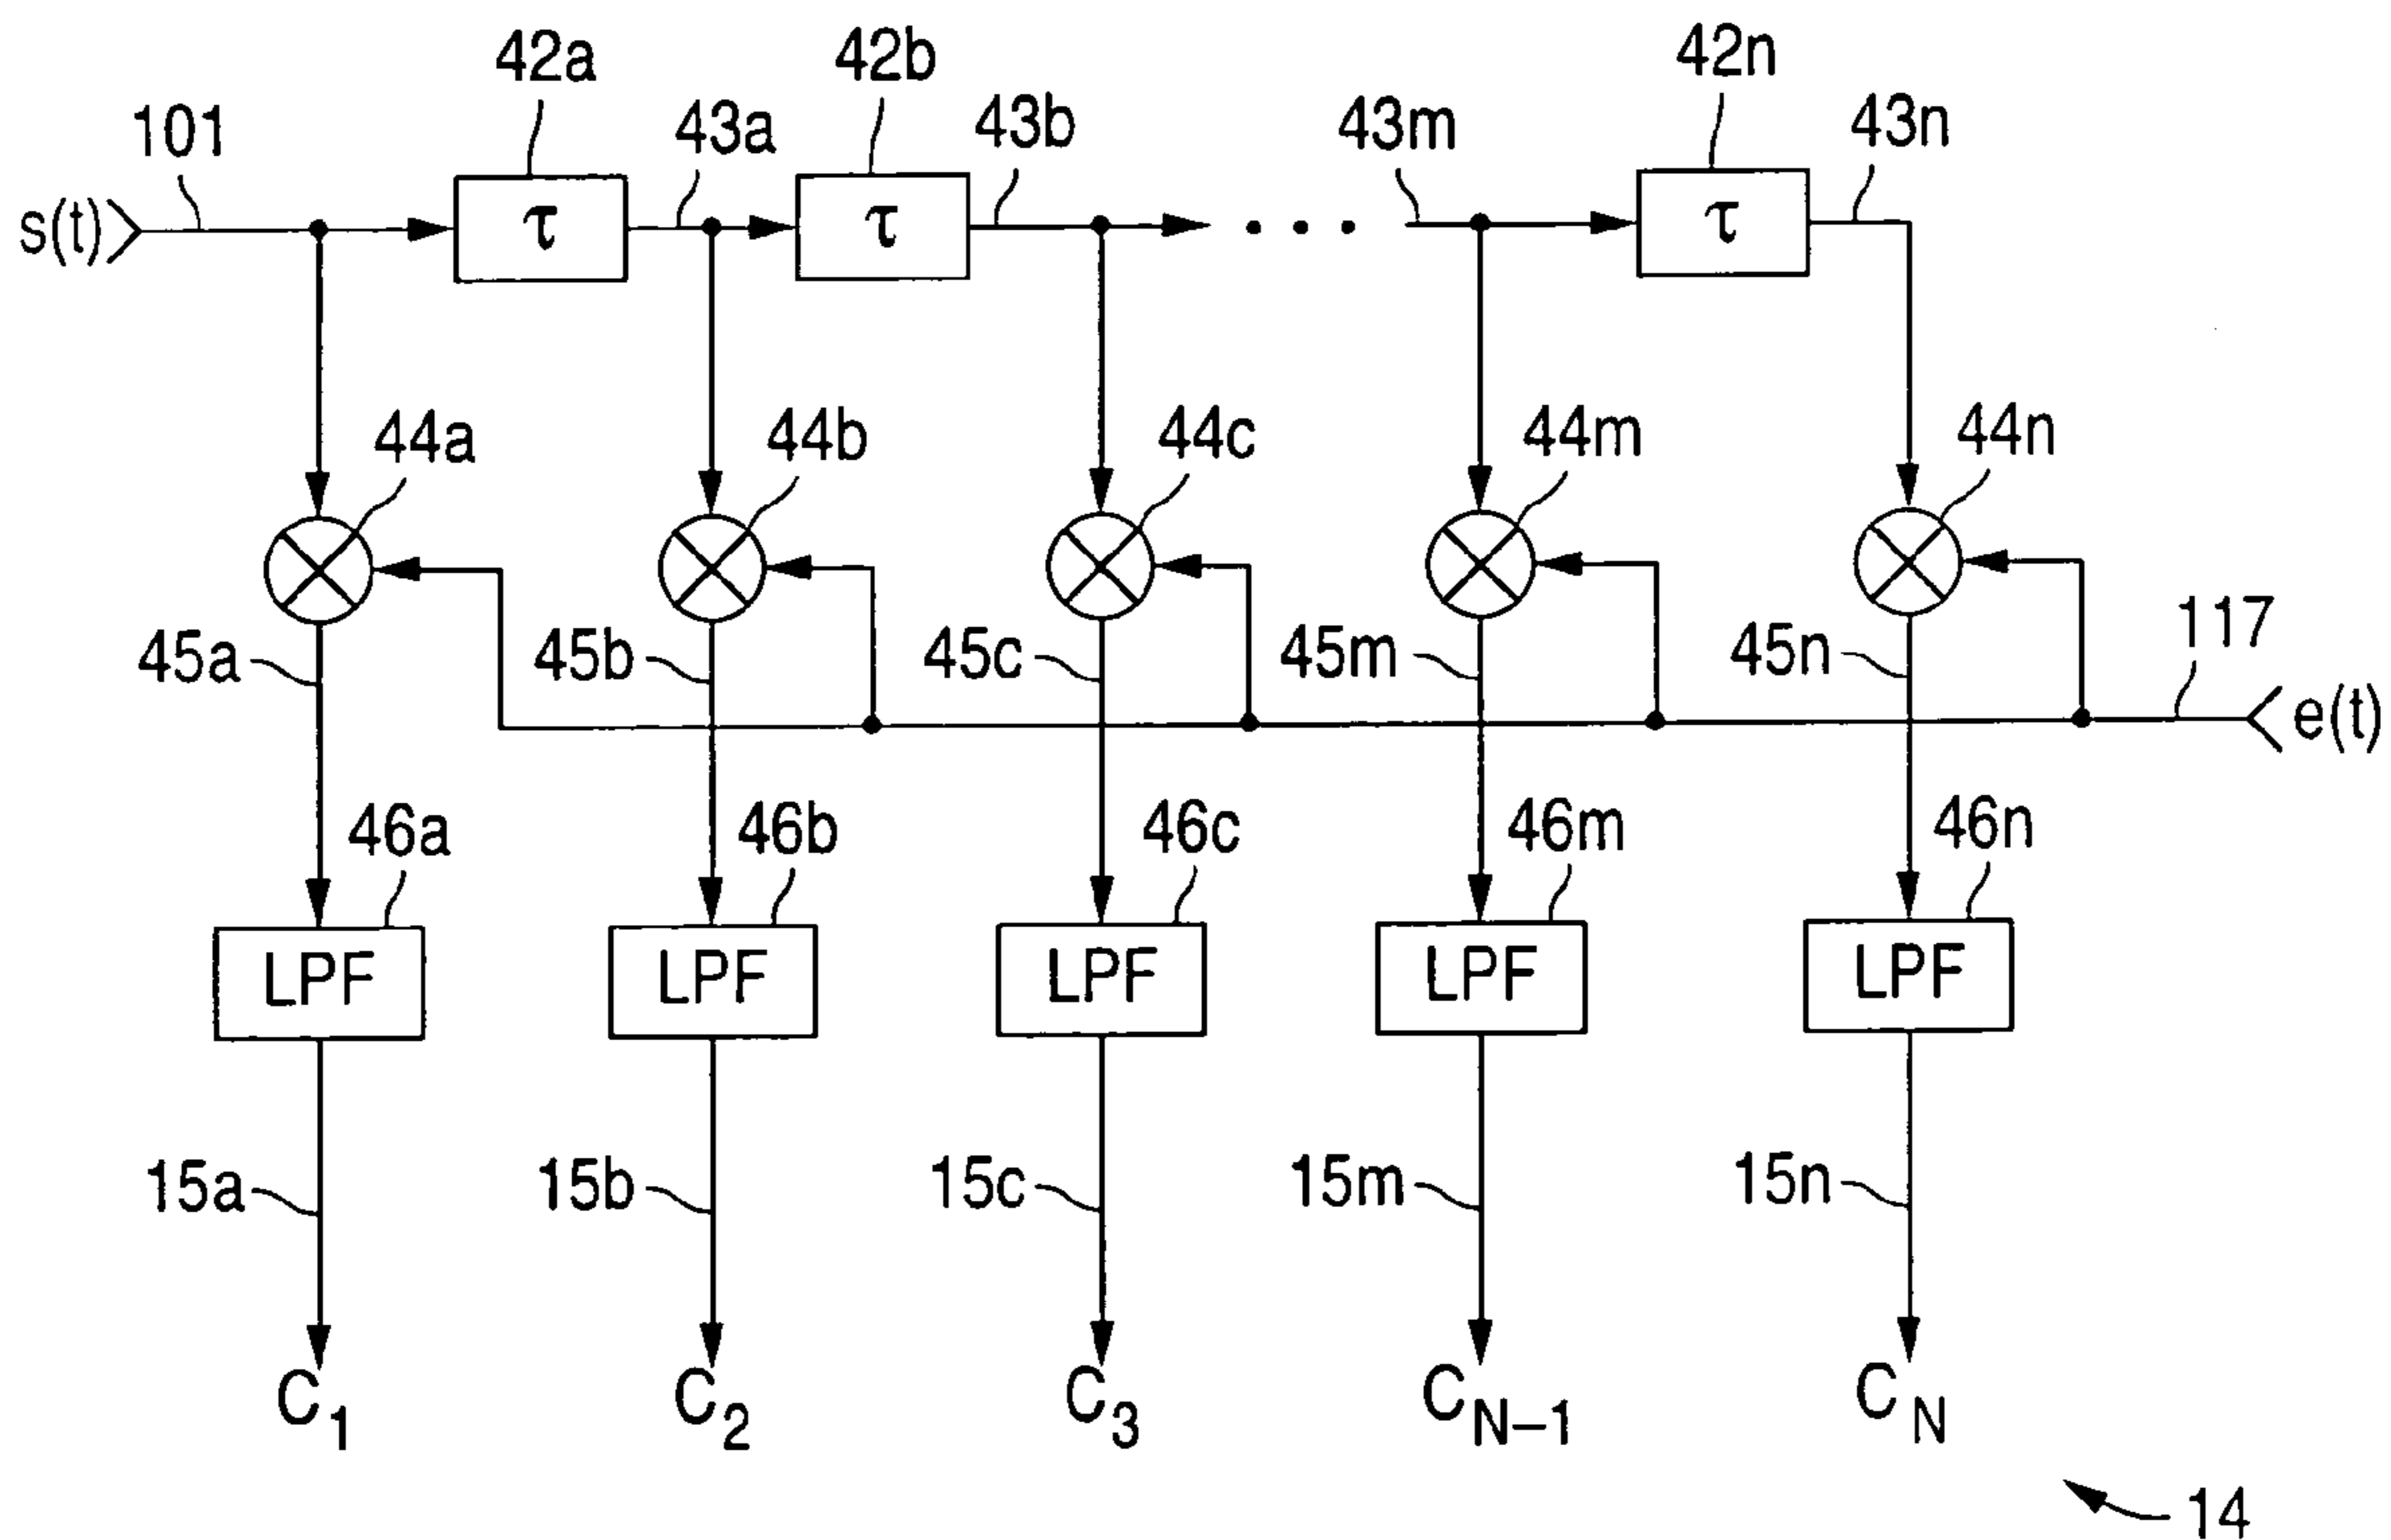 42a
42b
42n
101
43a
43b
43m
43n
s(t)
τ
τ
. . .
τ
44a
44b
44c
44m
44n
45a
45b
45c
45m
45n
117
e(t)
46a
46b
46c
46m
46n
LPF
LPF
LPF
LPF
LPF
15a
15b
15c
15m
15n
C1
C2
C3
CN–1
CN
14